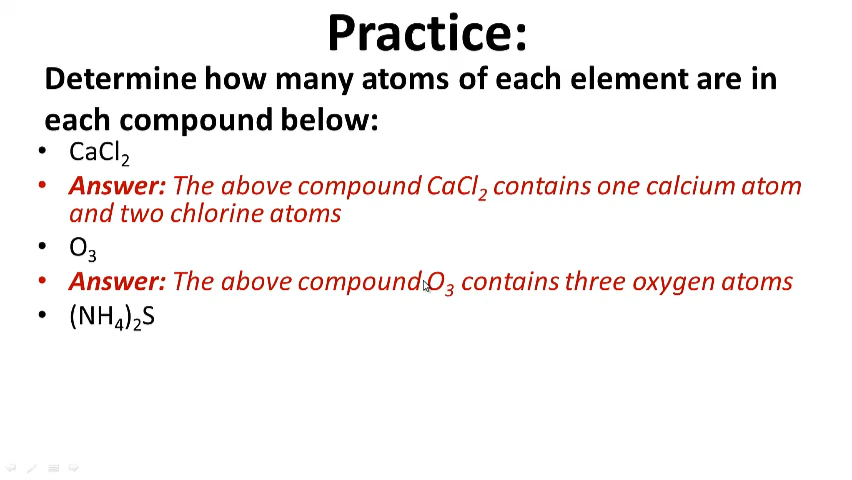 Practice:
Determine how many atoms of each element are in
each compound below:
• CaCl₂
• Answer: The above compound CaCl₂ contains one calcium atom
and two chlorine atoms
• O₃
• Answer: The above compound O₃ contains three oxygen atoms
• (NH₄)₂S